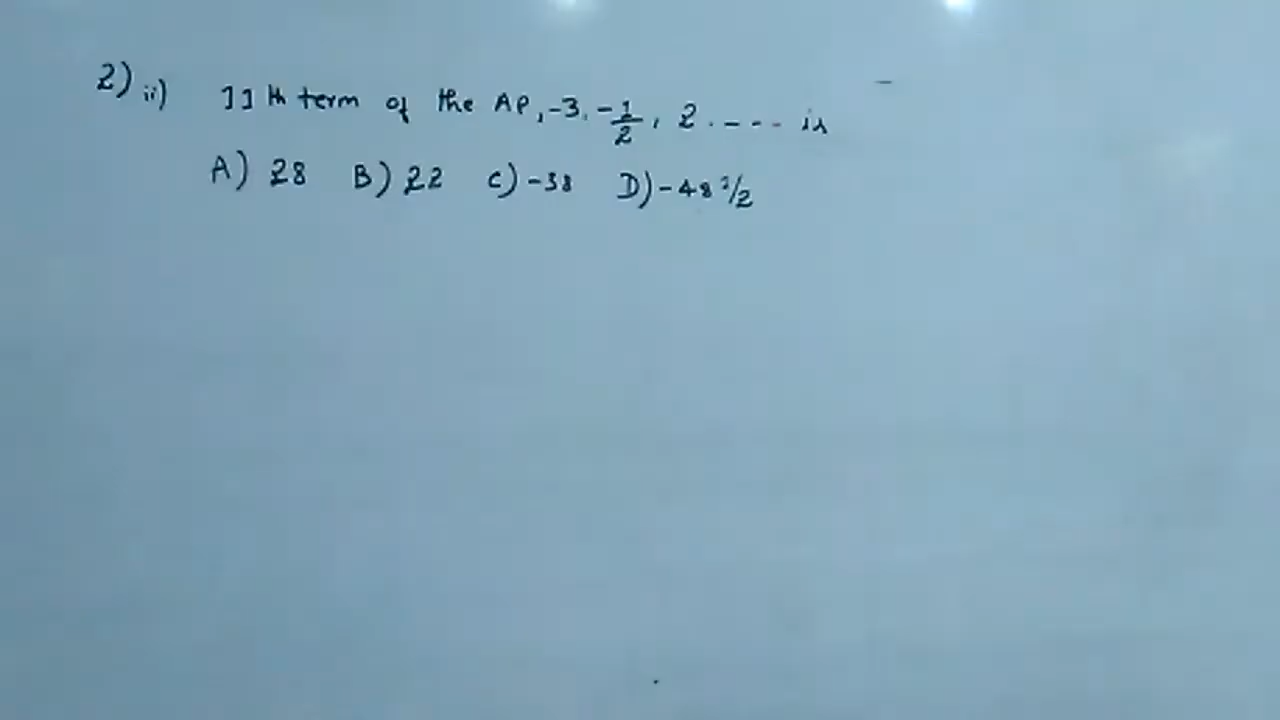 2) ii) 11th term of the AP, -3, -1/2, 2 . - - - is
A) 28 B) 22 C) -38 D) -48 1/2